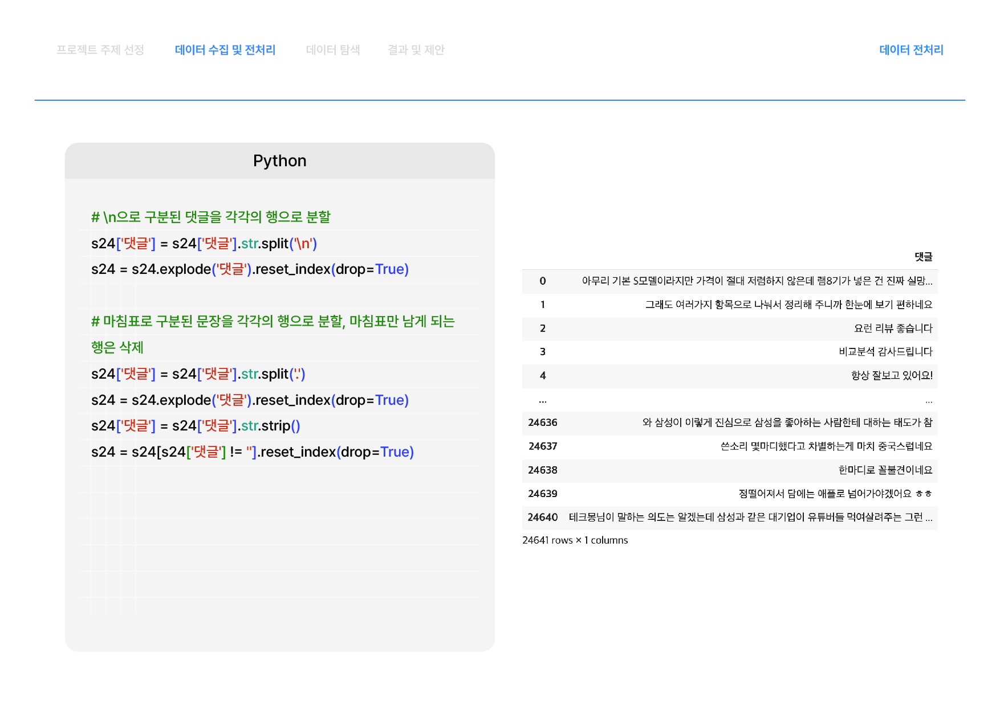 프로젝트 주제 선정 데이터 수집 및 전처리 데이터 탐색 결과 및 제안 데이터 전처리
Python
# \n으로 구분된 댓글을 각각의 행으로 분할
s24['댓글'] = s24['댓글'].str.split('\n')
s24 = s24.explode('댓글').reset_index(drop=True)
# 마침표로 구분된 문장을 각각의 행으로 분할, 마침표만 남게 되는
행은 삭제
s24['댓글'] = s24['댓글'].str.split('.')
s24 = s24.explode('댓글').reset_index(drop=True)
s24['댓글'] = s24['댓글'].str.strip()
s24 = s24[s24['댓글'] != ''].reset_index(drop=True)
댓글
0 아무리 기본 S모델이라지만 가격이 절대 저렴하지 않은데 램8기가 넣은 건 진짜 실망...
1 그래도 여러가지 항목으로 나눠서 정리해 주니까 한눈에 보기 편하네요
2 요런 리뷰 좋습니다
3 비교분석 감사드립니다
4 항상 잘보고 있어요!
... ...
24636 와 삼성이 이렇게 진심으로 삼성을 좋아하는 사람한테 대하는 태도가 참
24637 쓴소리 몇마디했다고 차별하는게 마치 중국스럽네요
24638 한마디로 꼴불견이네요
24639 정떨어져서 담에는 애플로 넘어가야겠어요 ㅎㅎ
24640 테크몽님이 말하는 의도는 알겠는데 삼성과 같은 대기업이 유튜버들 먹여살려주는 그런 ...
24641 rows × 1 columns